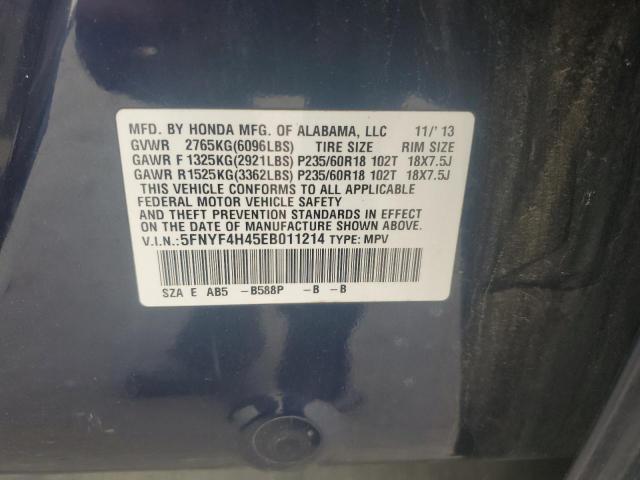 MFD. BY HONDA MFG. OF ALABAMA, LLC 11/'13
GVWR 2765KG(6096LBS) TIRE SIZE RIM SIZE
GAWR F 1325KG(2921LBS) P235/60R18 102T 18X7.5J
GAWR R 1525KG(3362LBS) P235/60R18 102T 18X7.5J
THIS VEHICLE CONFORMS TO ALL APPLICABLE
FEDERAL MOTOR VEHICLE SAFETY
AND THEFT PREVENTION STANDARDS IN EFFECT
ON THE DATE OF MANUFACTURE SHOWN ABOVE.
V.I.N.:5FNYF4H45EB011214 TYPE: MPV
SZA E AB5 -B588P -B -B